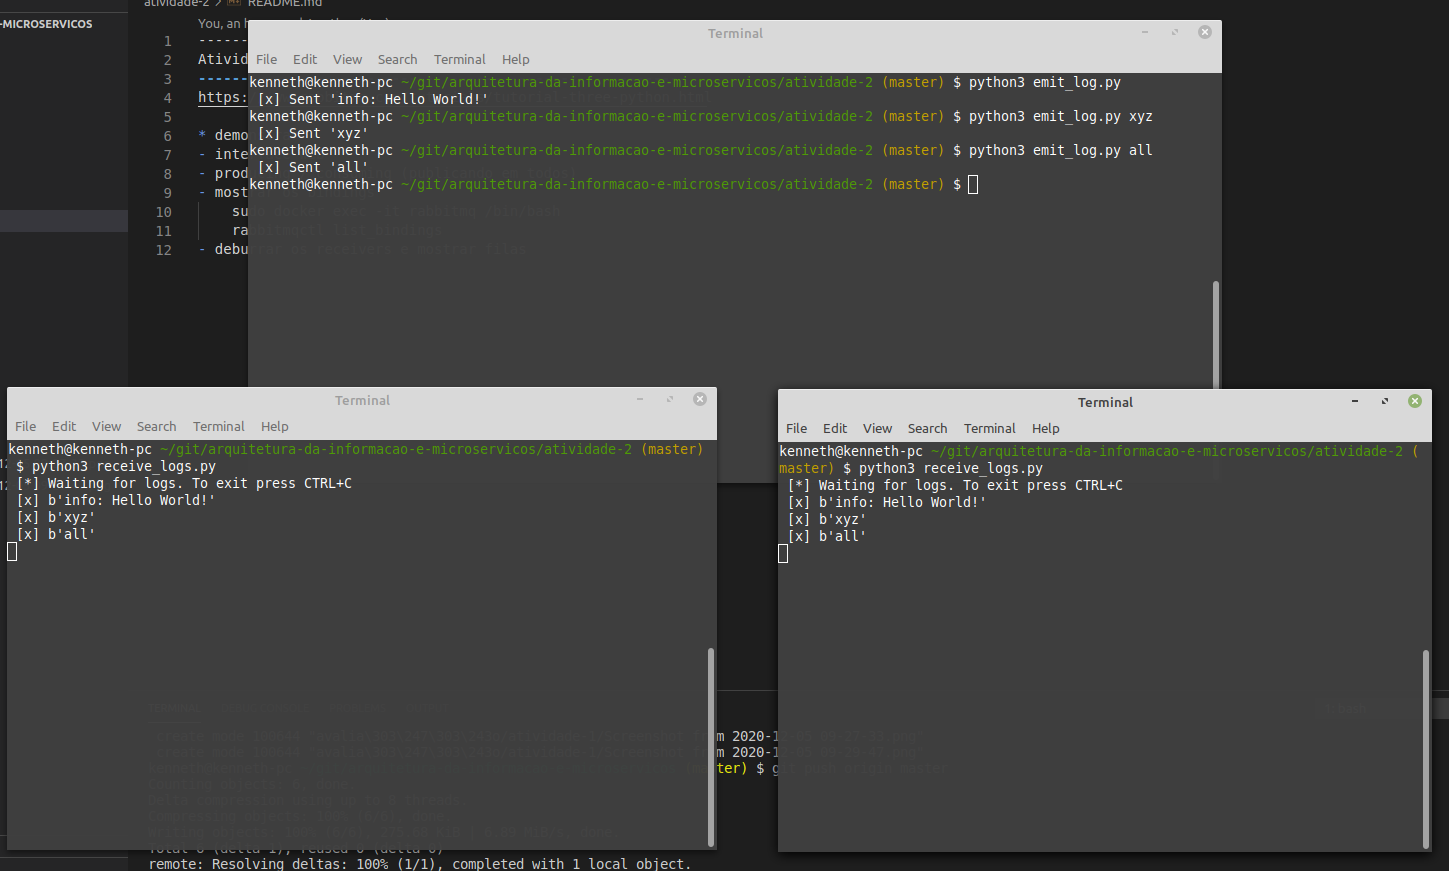 atividade-2 > README.md
-MICROSERVICOS
You, an h
1 ------
2 Ativid
3 ------
4 https:
5
6 * demo
7 - inte
8 - prod
9 - most
10 su
11 ra
12 - debu
Terminal
File Edit View Search Terminal Help
kenneth@kenneth-pc ~/git/arquitetura-da-informacao-e-microservicos/atividade-2 (master) $ python3 emit_log.py
[x] Sent 'info: Hello World!'
kenneth@kenneth-pc ~/git/arquitetura-da-informacao-e-microservicos/atividade-2 (master) $ python3 emit_log.py xyz
[x] Sent 'xyz'
kenneth@kenneth-pc ~/git/arquitetura-da-informacao-e-microservicos/atividade-2 (master) $ python3 emit_log.py all
[x] Sent 'all'
kenneth@kenneth-pc ~/git/arquitetura-da-informacao-e-microservicos/atividade-2 (master) $
Terminal
File Edit View Search Terminal Help
kenneth@kenneth-pc ~/git/arquitetura-da-informacao-e-microservicos/atividade-2 (master)
$ python3 receive_logs.py
[*] Waiting for logs. To exit press CTRL+C
[x] b'info: Hello World!'
[x] b'xyz'
[x] b'all'
Terminal
File Edit View Search Terminal Help
kenneth@kenneth-pc ~/git/arquitetura-da-informacao-e-microservicos/atividade-2 (
master) $ python3 receive_logs.py
[*] Waiting for logs. To exit press CTRL+C
[x] b'info: Hello World!'
[x] b'xyz'
[x] b'all'
m 2020-1
m 2020-1
ter) $ g
remote: Resolving deltas: 100% (1/1), completed with 1 local object.